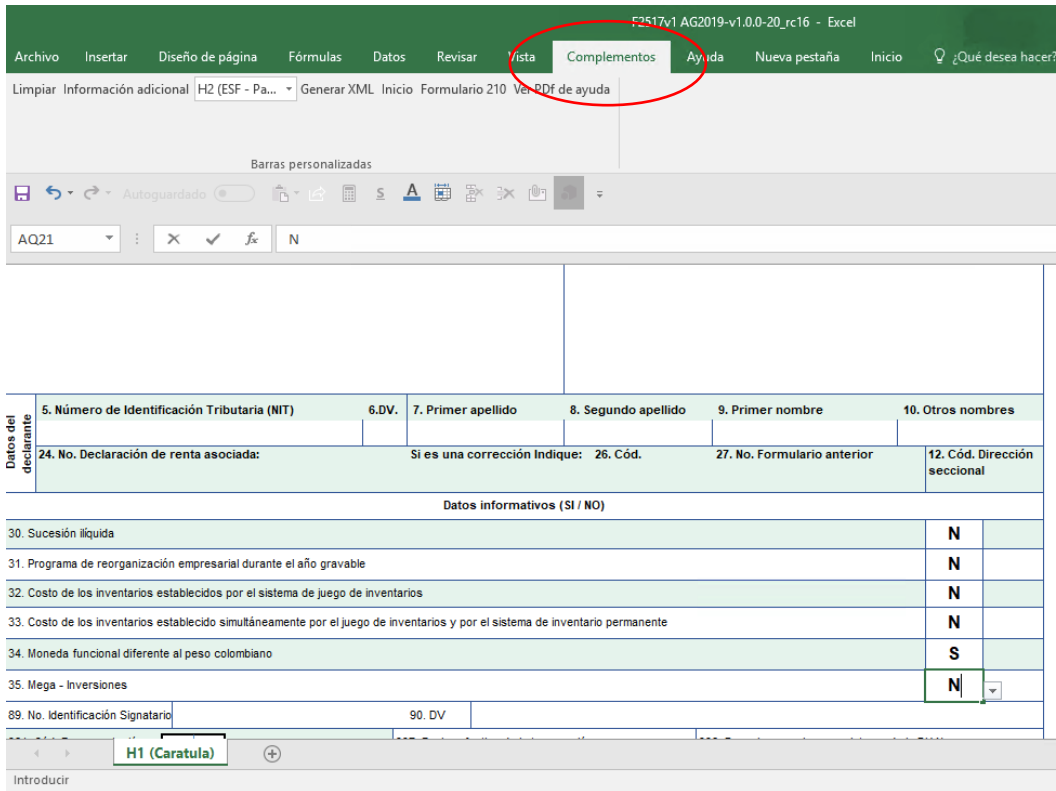 F2517v1 AG2019-v1.0.0-20_rc16 - Excel
Archivo Insertar Diseño de página Fórmulas Datos Revisar Vista Complementos Ayuda Nueva pestaña Inicio ¿Qué desea hacer?
Limpiar Información adicional H2 (ESF - Pa... Generar XML Inicio Formulario 210 Ver PDf de ayuda
Barras personalizadas
Autoguardado
AQ21 fx N
Datos del declarante
5. Número de Identificación Tributaria (NIT) 6.DV. 7. Primer apellido 8. Segundo apellido 9. Primer nombre 10. Otros nombres
24. No. Declaración de renta asociada: Si es una corrección Indique: 26. Cód. 27. No. Formulario anterior 12. Cód. Dirección
seccional
Datos informativos (SI / NO)
30. Sucesión ilíquida N
31. Programa de reorganización empresarial durante el año gravable N
32. Costo de los inventarios establecidos por el sistema de juego de inventarios N
33. Costo de los inventarios establecido simultáneamente por el juego de inventarios y por el sistema de inventario permanente N
34. Moneda funcional diferente al peso colombiano S
35. Mega - Inversiones N
89. No. Identificación Signatario 90. DV
H1 (Caratula)
Introducir